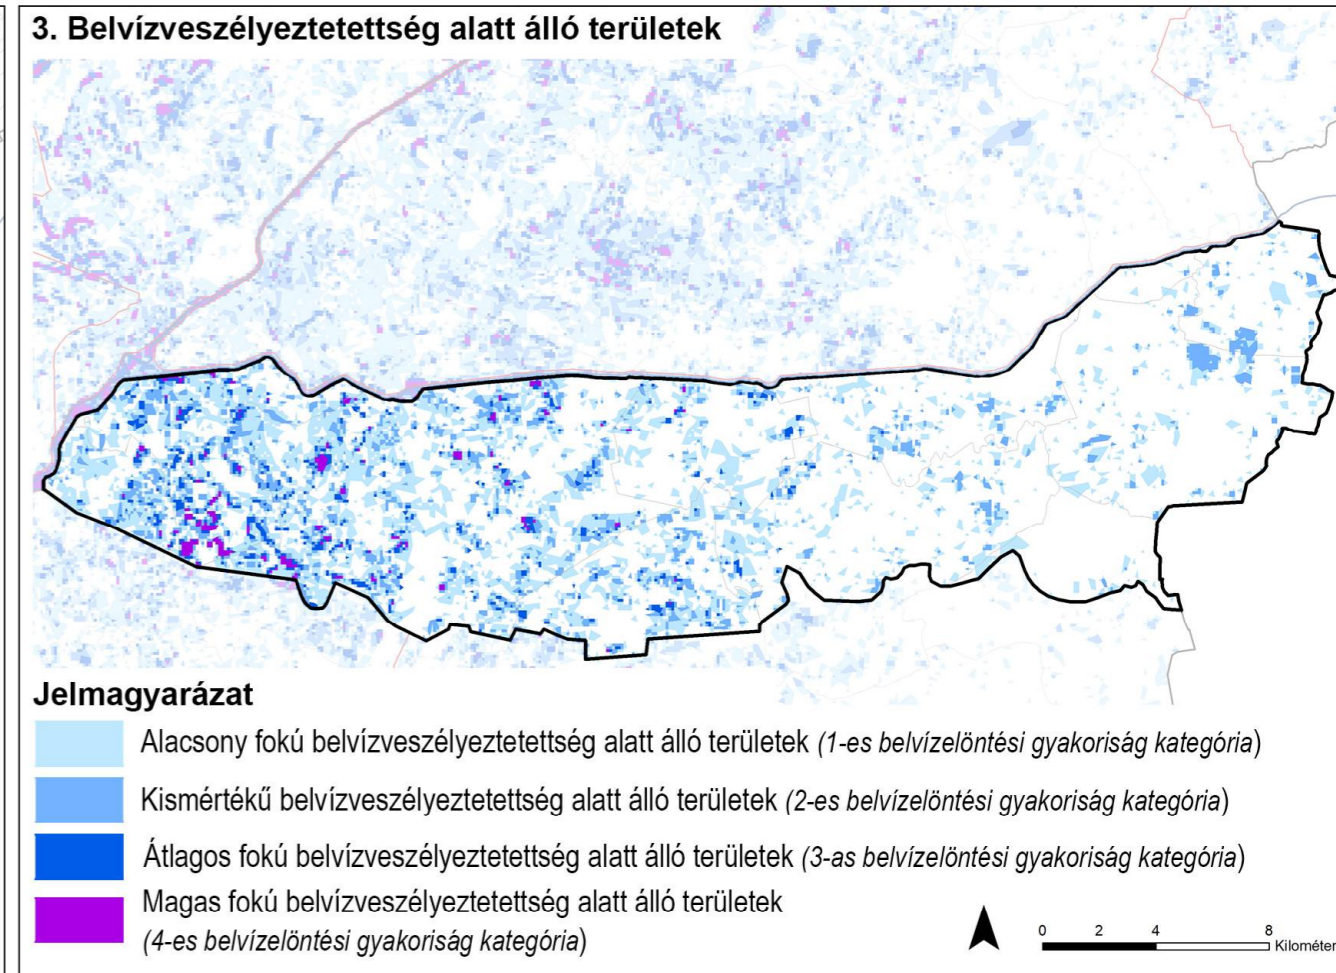 3. Belvízveszélyeztetettség alatt álló területek
Jelmagyarázat
Alacsony fokú belvízveszélyeztetettség alatt álló területek (1-es belvízelöntési gyakoriság kategória)
Kismértékű belvízveszélyeztetettség alatt álló területek (2-es belvízelöntési gyakoriság kategória)
Átlagos fokú belvízveszélyeztetettség alatt álló területek (3-as belvízelöntési gyakoriság kategória)
Magas fokú belvízveszélyeztetettség alatt álló területek
(4-es belvízelöntési gyakoriság kategória)
0 2 4 8
Kilométer